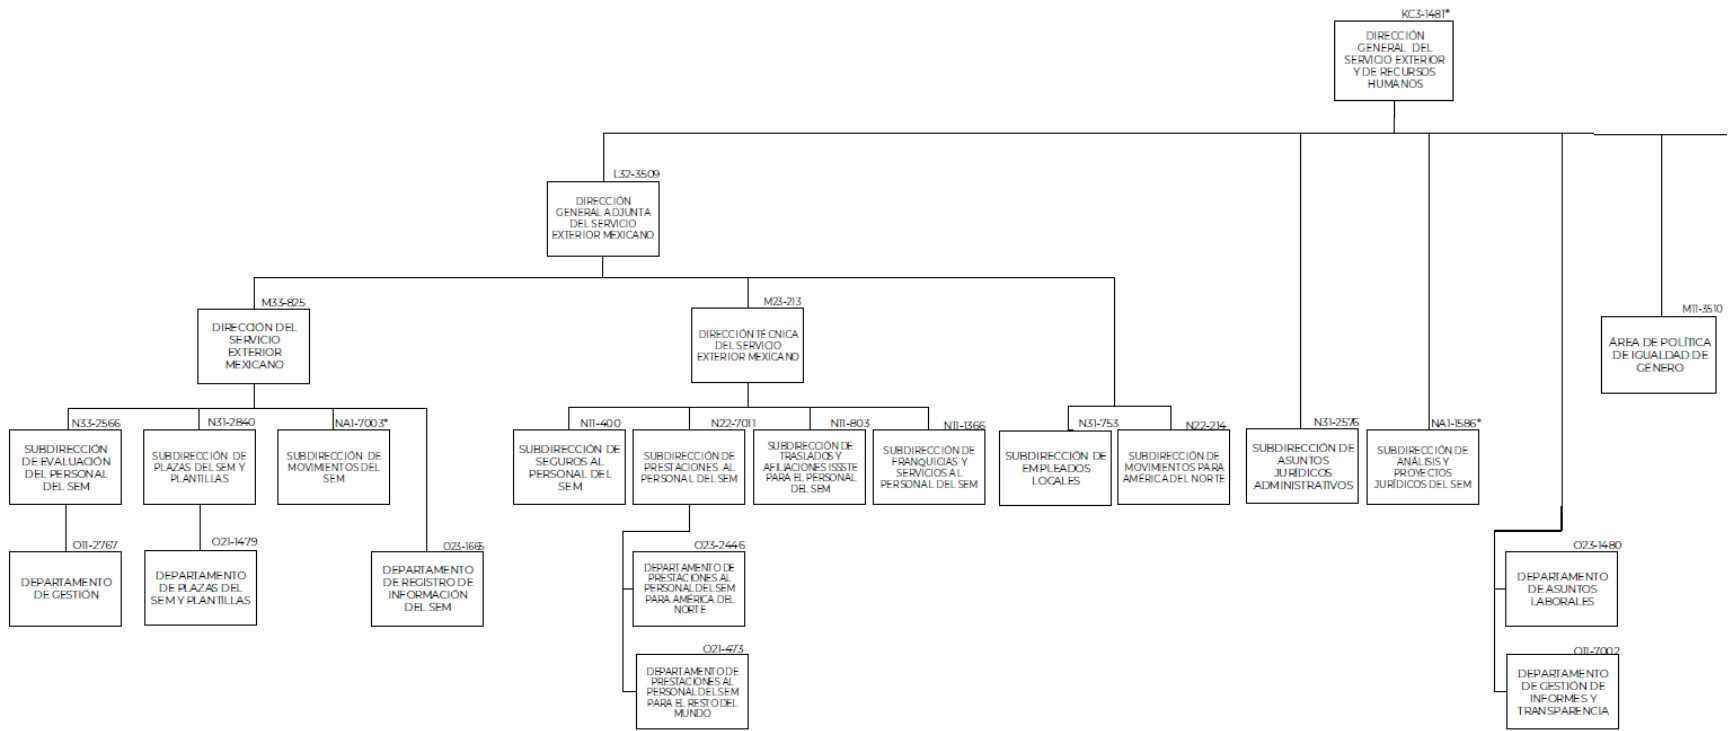 KC3-1481*
DIRECCIÓN
GENERAL DEL
SERVICIO EXTERIOR
Y DE RECURSOS
HUMANOS
L32-3509
DIRECCIÓN
GENERAL ADJUNTA
DEL SERVICIO
EXTERIOR MEXICANO
M33-825
DIRECCIÓN DEL
SERVICIO
EXTERIOR
MEXICANO
M23-213
DIRECCIÓN TÉCNICA
DEL SERVICIO
EXTERIOR MEXICANO
M11-3510
ÁREA DE POLÍTICA
DE IGUALDAD DE
GÉNERO
N33-2566
SUBDIRECCIÓN
DE EVALUACIÓN
DEL PERSONAL
DEL SEM
N31-2840
SUBDIRECCIÓN DE
PLAZAS DEL SEM Y
PLANTILLAS
NA1-7003*
SUBDIRECCIÓN DE
MOVIMIENTOS DEL
SEM
N11-400
SUBDIRECCIÓN DE
SEGUROS AL
PERSONAL DEL
SEM
N22-7011
SUBDIRECCIÓN DE
PRESTACIONES AL
PERSONAL DEL SEM
N11-803
SUBDIRECCIÓN DE
TRASLADOS Y
AFILIACIONES ISSSTE
PARA EL PERSONAL
DEL SEM
N11-1366
SUBDIRECCIÓN DE
FRANQUICIAS Y
SERVICIOS AL
PERSONAL DEL SEM
N31-753
SUBDIRECCIÓN DE
EMPLEADOS
LOCALES
N22-214
SUBDIRECCIÓN DE
MOVIMIENTOS PARA
AMÉRICA DEL NORTE
N31-2576
SUBDIRECCIÓN DE
ASUNTOS
JURÍDICOS
ADMINISTRATIVOS
NA1-1586*
SUBDIRECCIÓN DE
ANÁLISIS Y
PROYECTOS
JURÍDICOS DEL SEM
O11-2767
DEPARTAMENTO
DE GESTIÓN
O21-1479
DEPARTAMENTO
DE PLAZAS DEL
SEM Y PLANTILLAS
O23-1665
DEPARTAMENTO
DE REGISTRO DE
INFORMACIÓN
DEL SEM
O23-2446
DEPARTAMENTO DE
PRESTACIONES AL
PERSONAL DEL SEM
PARA AMÉRICA DEL
NORTE
O23-1480
DEPARTAMENTO
DE ASUNTOS
LABORALES
O21-473
DEPARTAMENTO DE
PRESTACIONES AL
PERSONAL DEL SEM
PARA EL RESTO DEL
MUNDO
O11-7002
DEPARTAMENTO
DE GESTIÓN DE
INFORMES Y
TRANSPARENCIA